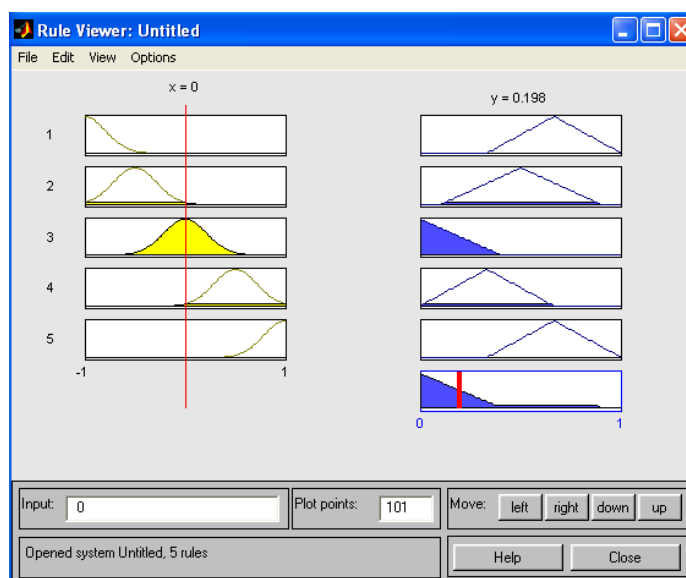 Rule Viewer: Untitled
File Edit View Options
x = 0
y = 0.198
1
2
3
4
5
-1 1
0 1
Input: 0 Plot points: 101 Move: left right down up
Opened system Untitled, 5 rules Help Close